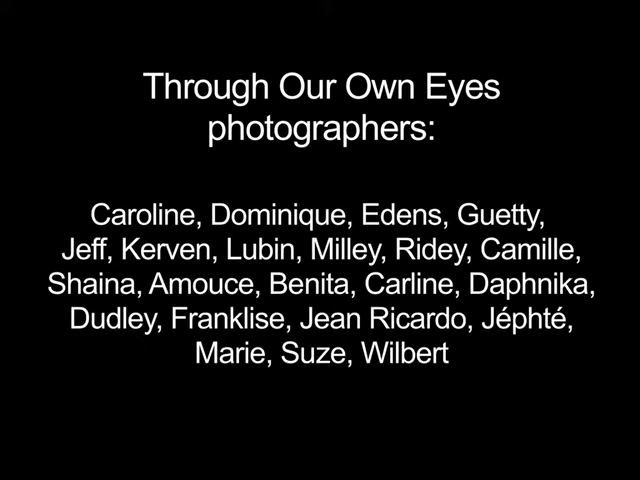 Through Our Own Eyes
photographers:
Caroline, Dominique, Edens, Guetty,
Jeff, Kerven, Lubin, Milley, Ridey, Camille,
Shaina, Amouce, Benita, Carline, Daphnika,
Dudley, Franklise, Jean Ricardo, Jéphté,
Marie, Suze, Wilbert